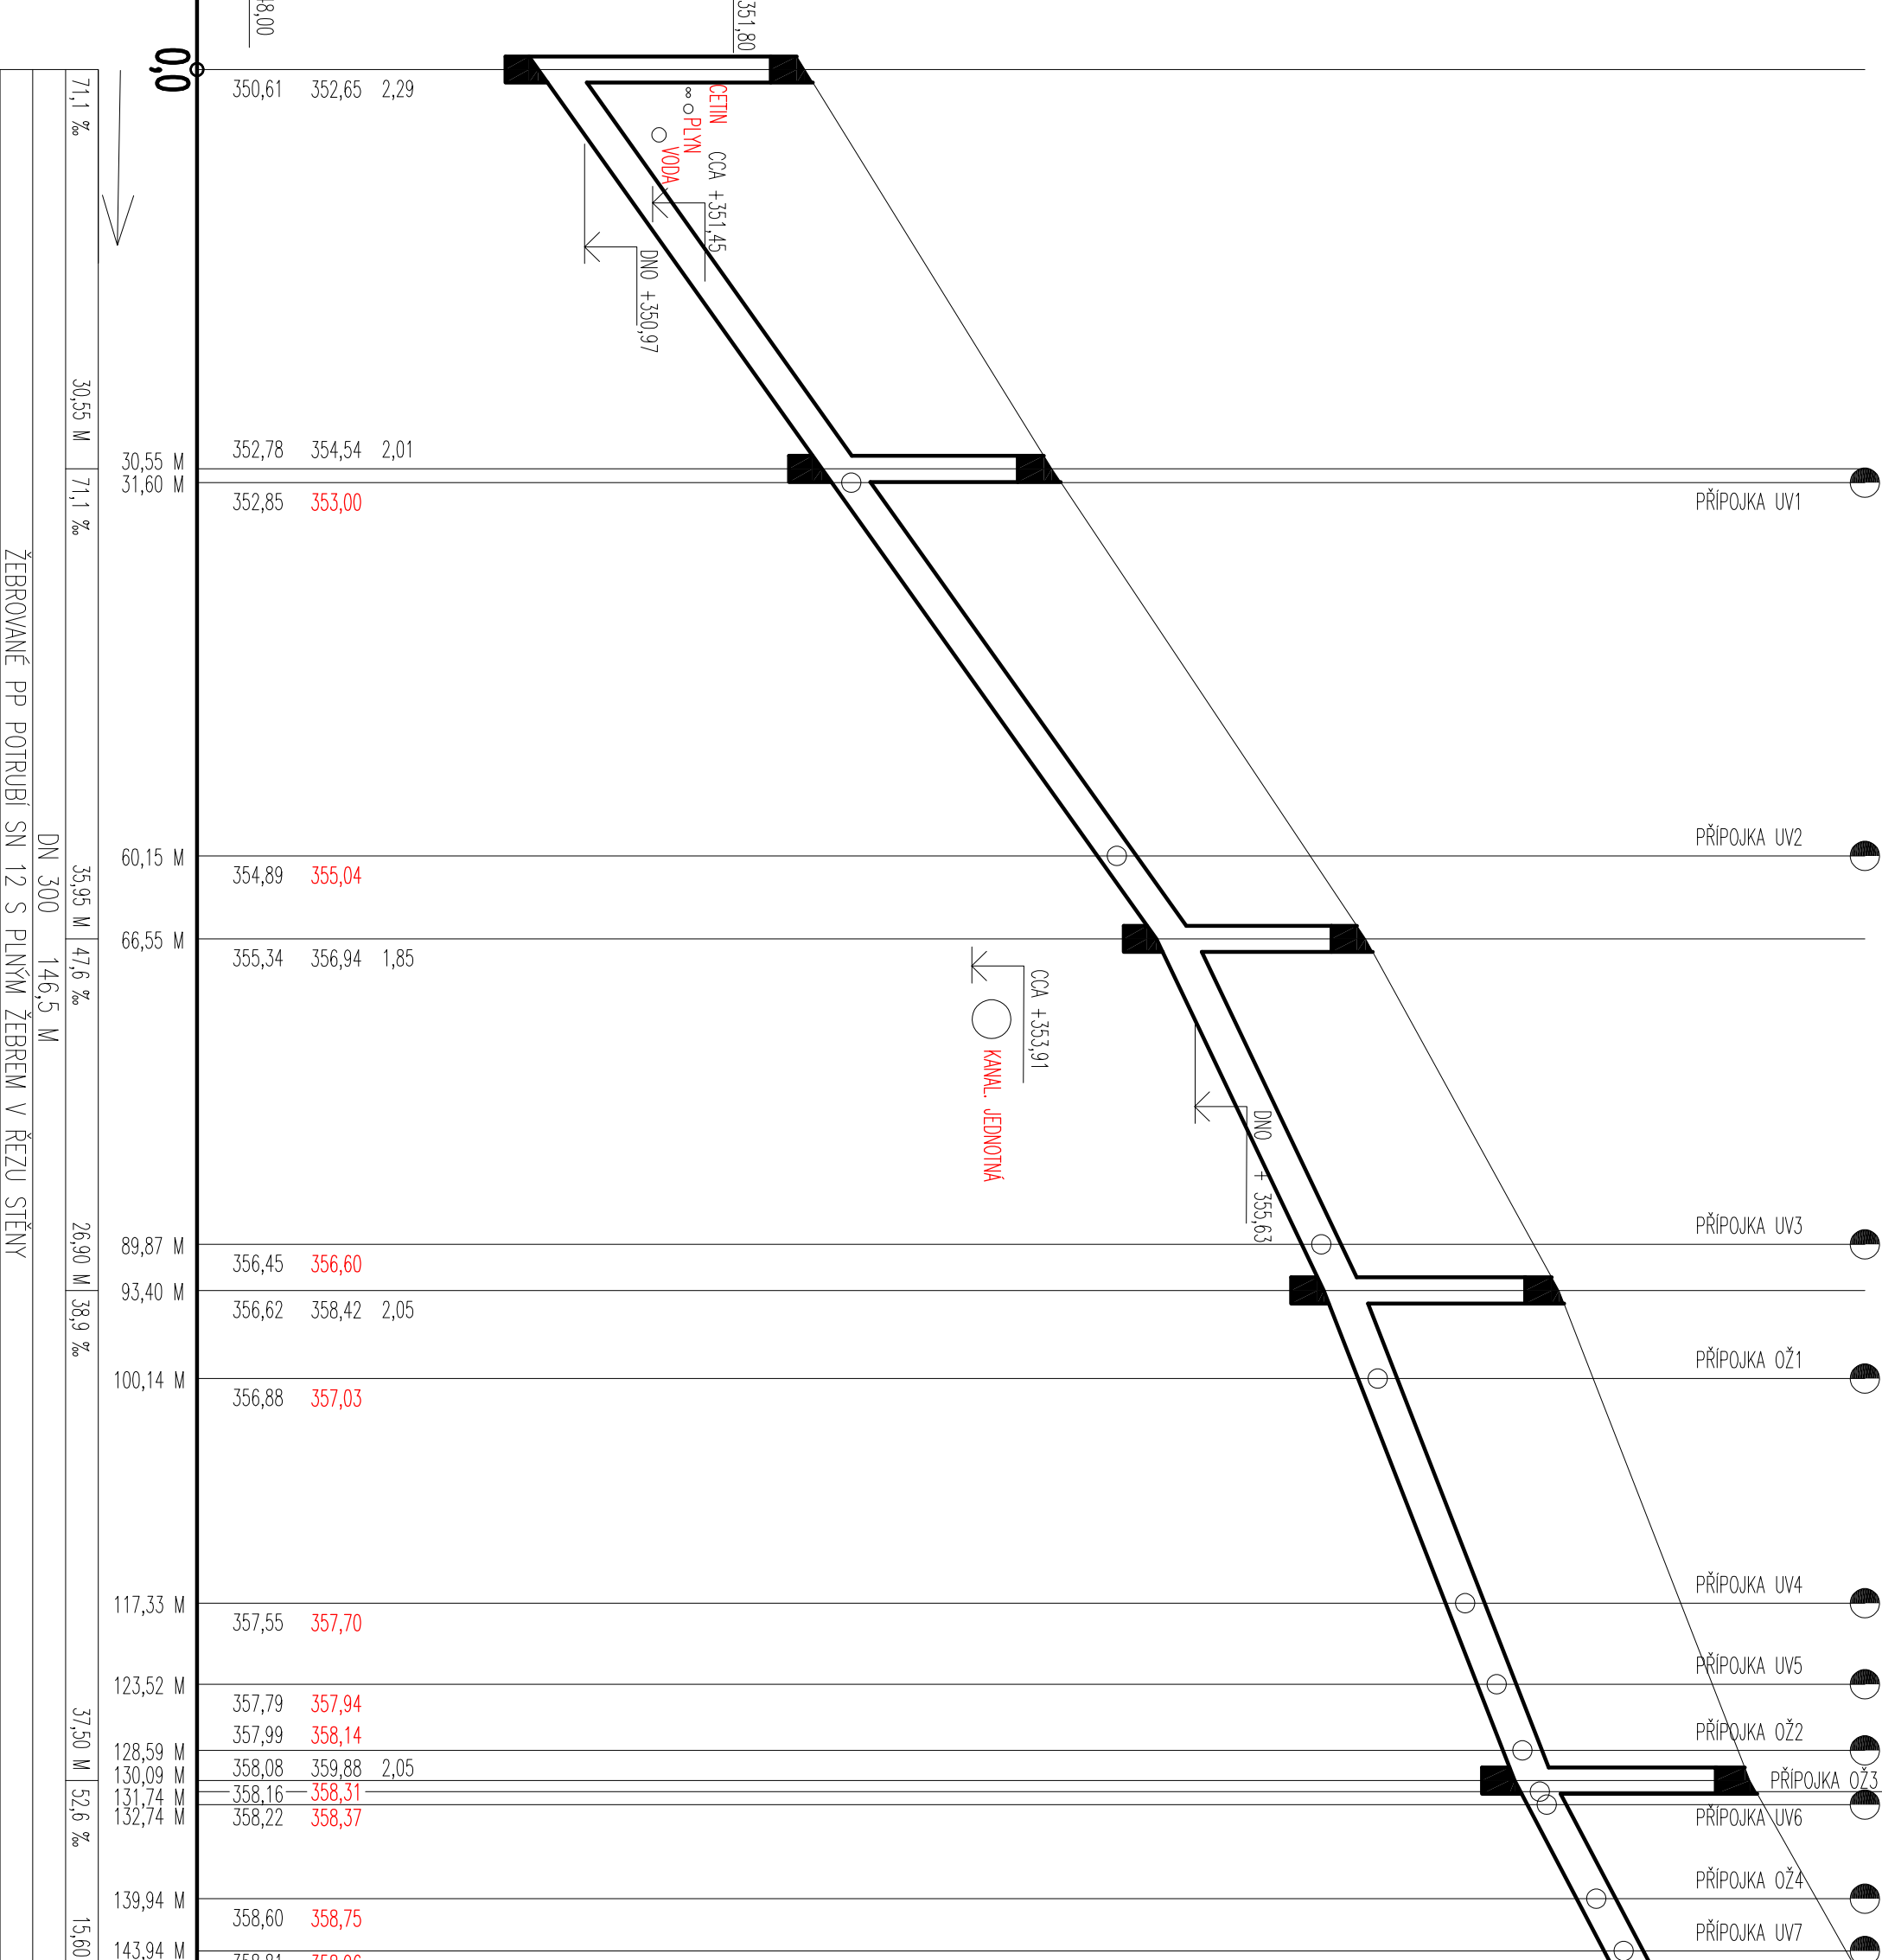 48,00
351,80
0,0
350,61 352,65 2,29
71,1 ‰
CETIN
PLYN
VODA
CCA +351,45
DNO +350,97
30,55 M
30,55 M
352,78 354,54 2,01
31,60 M
352,85 353,00
PŘÍPOJKA UV1
71,1 ‰
60,15 M
354,89 355,04
PŘÍPOJKA UV2
35,95 M
66,55 M
355,34 356,94 1,85
47,6 ‰
CCA +353,91
KANAL. JEDNOTNÁ
DNO + 355,63
89,87 M
356,45 356,60
PŘÍPOJKA UV3
26,90 M
93,40 M
356,62 358,42 2,05
38,9 ‰
100,14 M
356,88 357,03
PŘÍPOJKA OŽ1
117,33 M
357,55 357,70
PŘÍPOJKA UV4
123,52 M
357,79 357,94
PŘÍPOJKA UV5
128,59 M
357,99 358,14
PŘÍPOJKA OŽ2
37,50 M
130,09 M
358,08 359,88 2,05
131,74 M
358,16 358,31
PŘÍPOJKA OŽ3
132,74 M
358,22 358,37
PŘÍPOJKA UV6
52,6 ‰
139,94 M
358,60 358,75
PŘÍPOJKA OŽ4
15,60
143,94 M
358,81 358,96
PŘÍPOJKA UV7
DN 300 146,5 M
ŽEBROVANÉ PP POTRUBÍ SN 12 S PLNÝM ŽEBREM V ŘEZU STĚNY